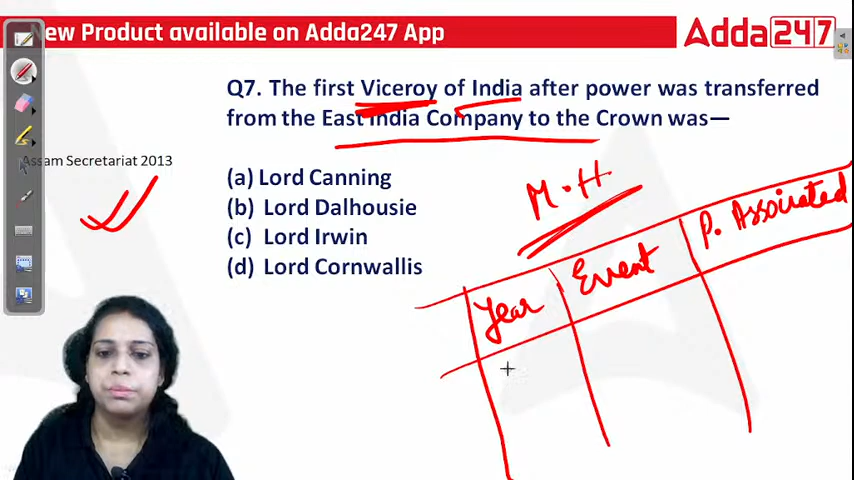 New Product available on Adda247 App
Adda247
Q7. The first Viceroy of India after power was transferred
from the East India Company to the Crown was—
Assam Secretariat 2013
(a) Lord Canning
(b) Lord Dalhousie
(c) Lord Irwin
(d) Lord Cornwallis
M.H.
Year Event P. Assoirated